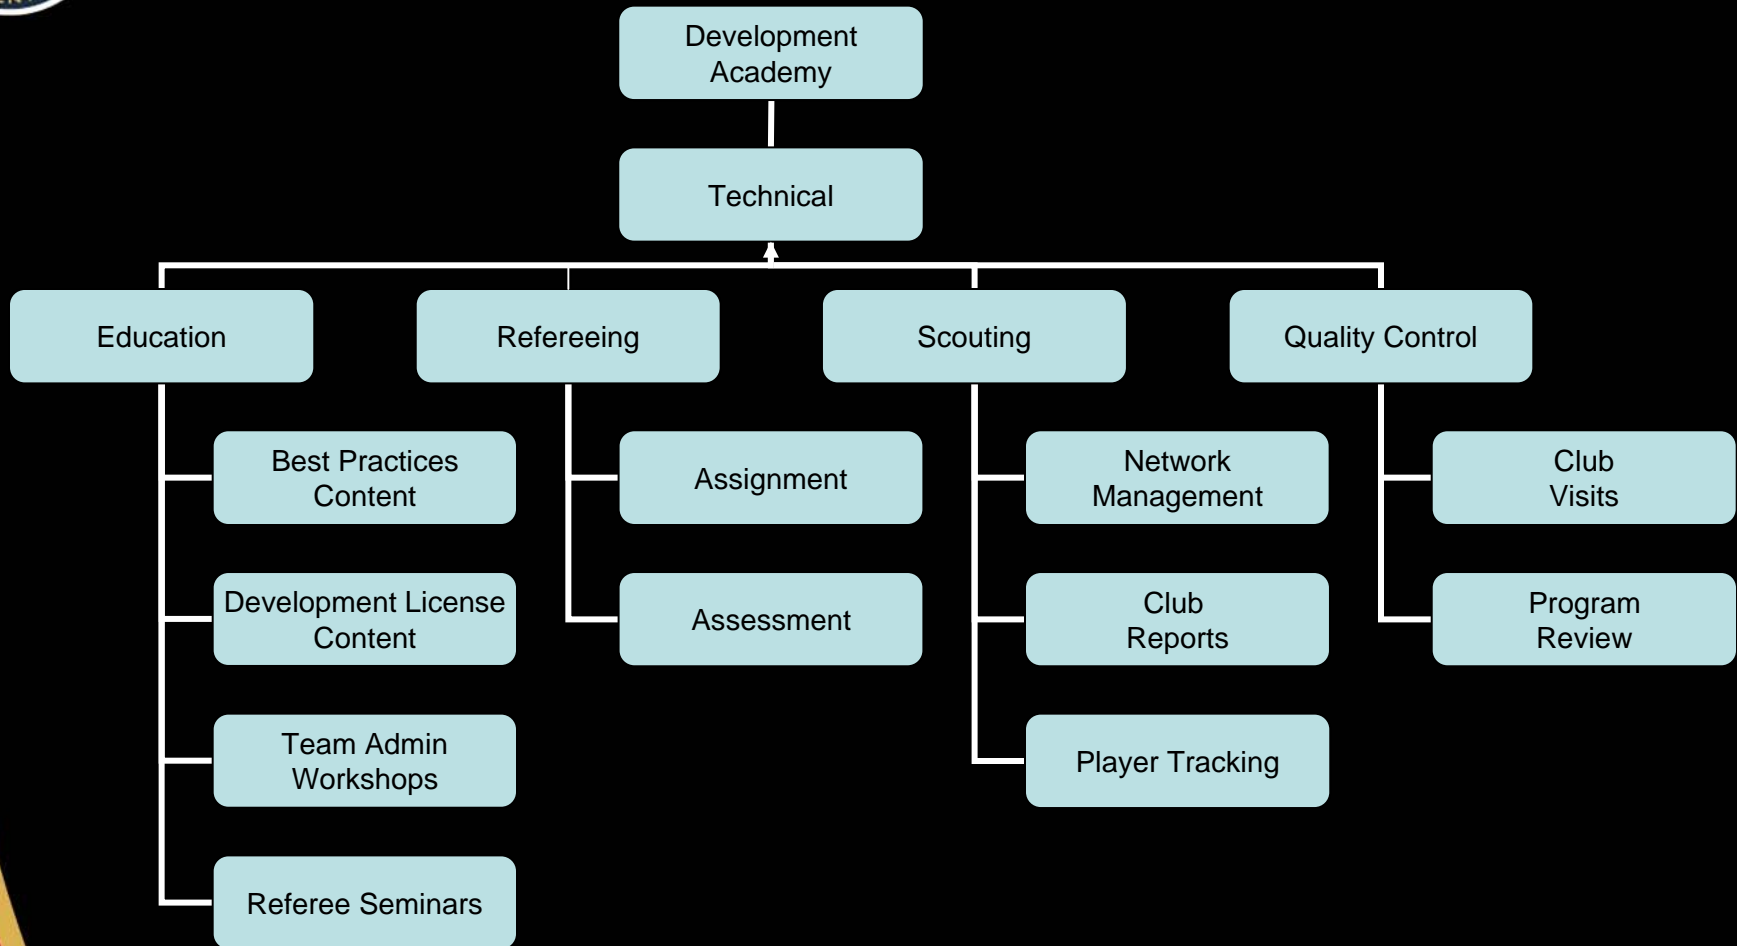 Development
Academy
Technical
Education
Refereeing
Scouting
Quality Control
Best Practices
Content
Assignment
Network
Management
Club
Visits
Development License
Content
Assessment
Club
Reports
Program
Review
Team Admin
Workshops
Player Tracking
Referee Seminars